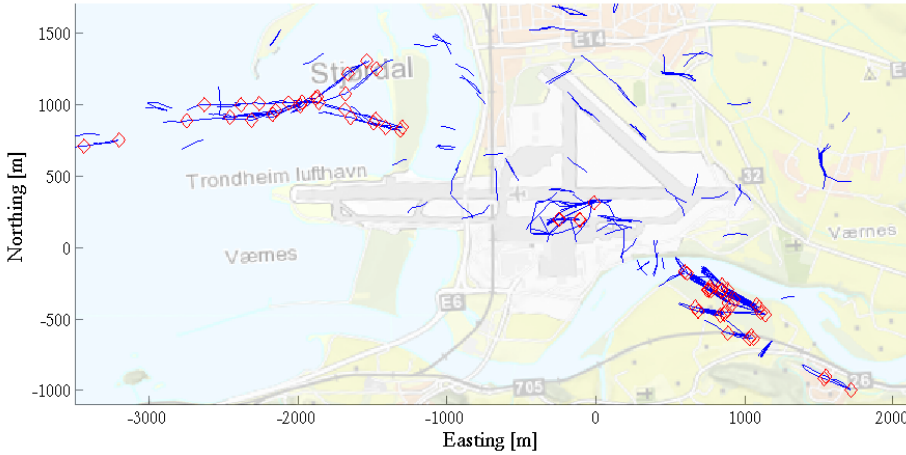 1500
1000
500
0
-500
-1000
Northing [m]
-3000
-2000
-1000
0
1000
2000
Easting [m]
E14
Stjørdal
Trondheim lufthavn
32
Værnes
Værnes
E6
705
26